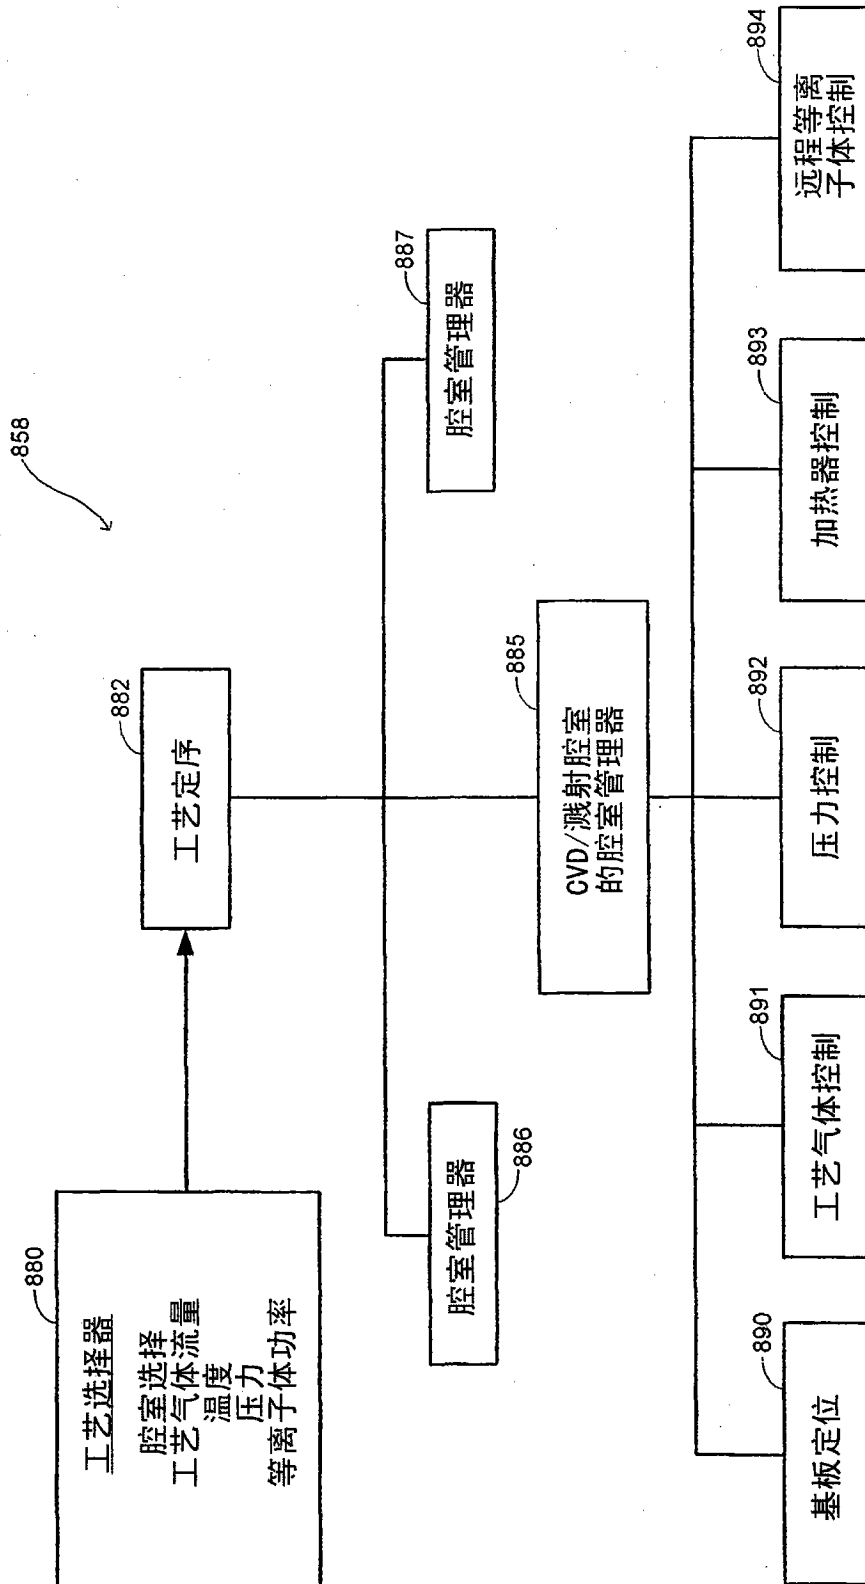 858
880
工艺选择器
腔室选择
工艺气体流量
温度
压力
等离子体功率
882
工艺定序
886
腔室管理器
885
CVD/溅射腔室
的腔室管理器
887
腔室管理器
890
基板定位
891
工艺气体控制
892
压力控制
893
加热器控制
894
远程等离
子体控制